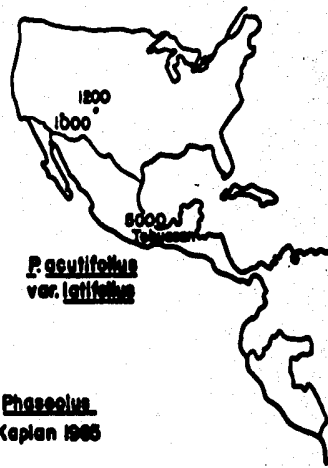 1200
1000
5000
Tehuacan
P. acutifolius
var. latifolius
Phaseolus
Kaplan 1965